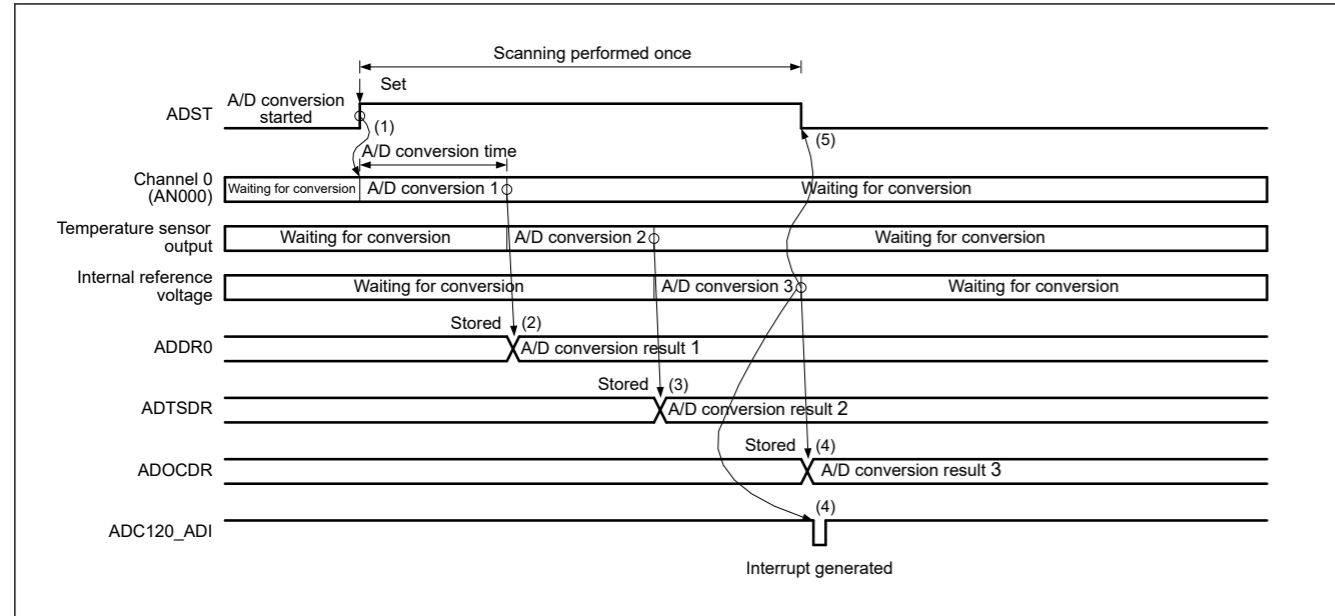 Scanning performed once
Set
ADST
A/D conversion
started
(1)
(5)
A/D conversion time
Channel 0
(AN000)
Waiting for conversion
A/D conversion 1
Waiting for conversion
Temperature sensor
output
Waiting for conversion
A/D conversion 2
Waiting for conversion
Internal reference
voltage
Waiting for conversion
A/D conversion 3
Waiting for conversion
Stored
(2)
ADDR0
A/D conversion result 1
Stored
(3)
ADTSDR
A/D conversion result 2
Stored
(4)
ADOCDR
A/D conversion result 3
(4)
ADC120_ADI
Interrupt generated